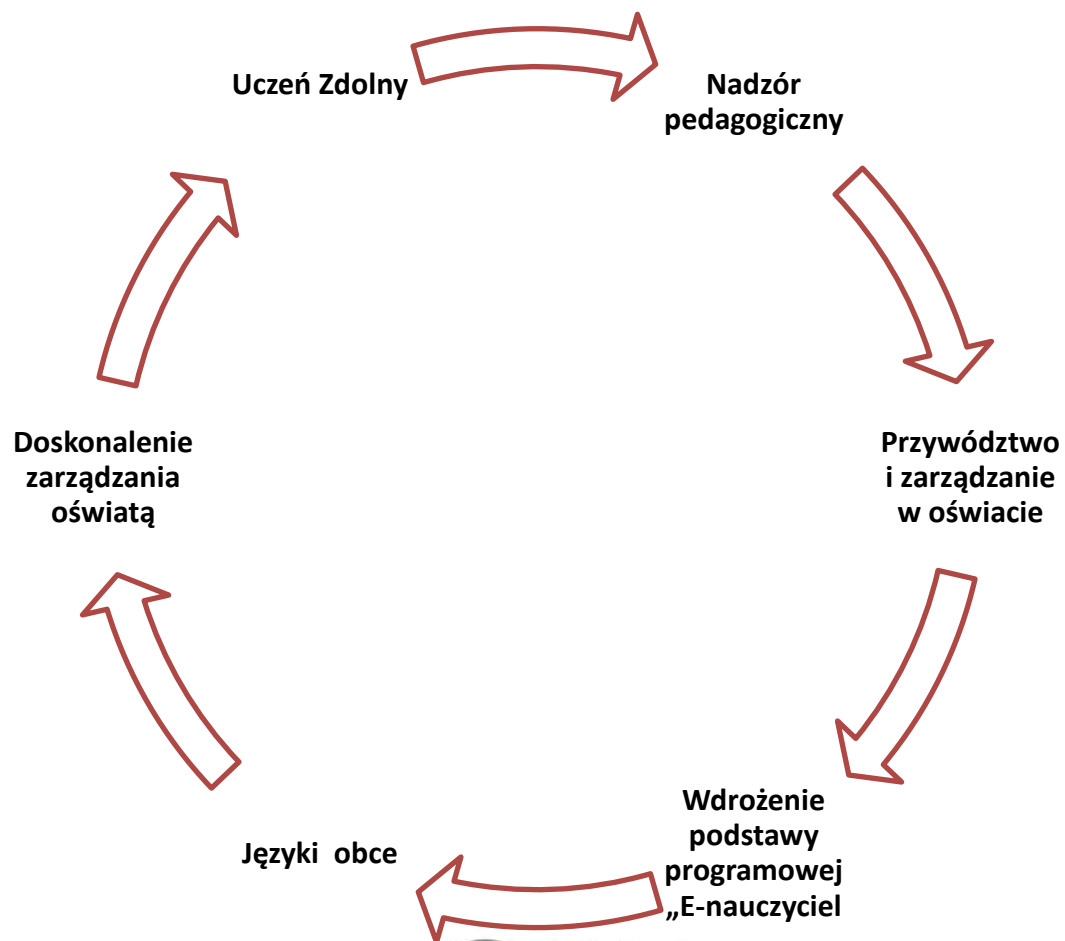 Uczeń Zdolny
Nadzór
pedagogiczny
Przywództwo
i zarządzanie
w oświacie
Wdrożenie
podstawy
programowej
„E-nauczyciel
Języki obce
Doskonalenie
zarządzania
oświatą